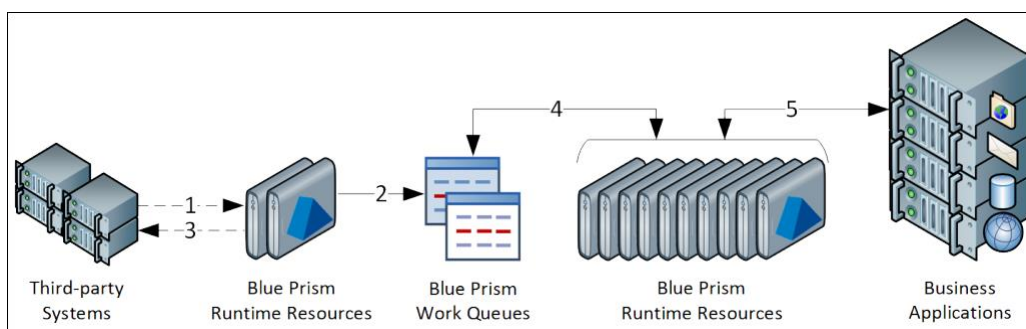 4
5
1
2
3
Third-party
Systems
Blue Prism
Runtime Resources
Blue Prism
Work Queues
Blue Prism
Runtime Resources
Business
Applications